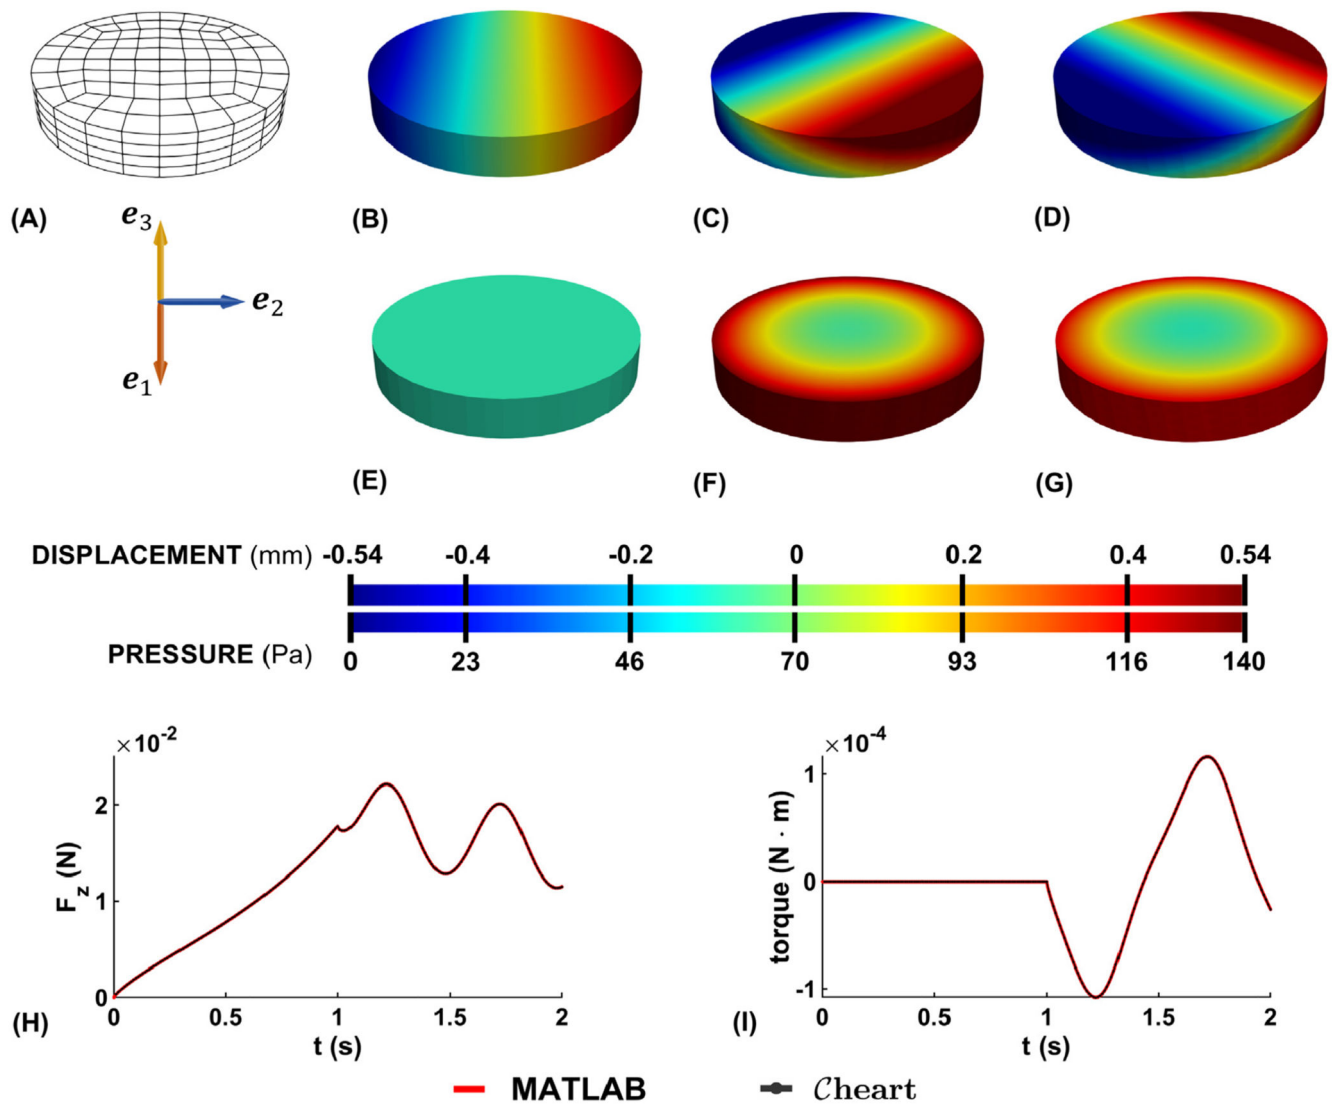 (A)
(B)
(C)
(D)
e3
e2
e1
(E)
(F)
(G)
DISPLACEMENT (mm) -0.54 -0.4 -0.2 0 0.2 0.4 0.54
PRESSURE (Pa) 0 23 46 70 93 116 140
×10-2
2
1
0
Fz (N)
0 0.5 1 1.5 2
t (s)
(H)
×10-4
1
0
-1
torque (N · m)
0 0.5 1 1.5 2
t (s)
(I)
MATLAB
Cheart